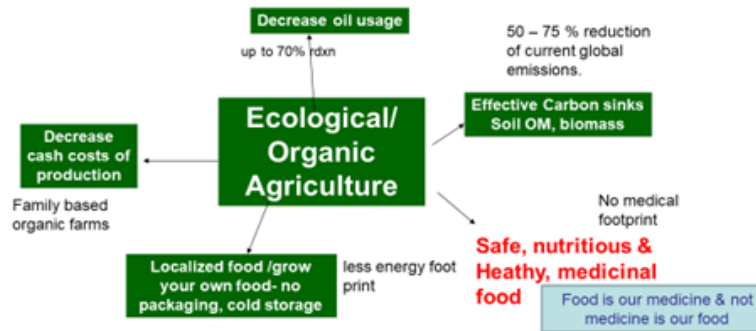 Decrease oil usage
up to 70% rdxn
50 – 75 % reduction
of current global
emissions.
Effective Carbon sinks
Soil OM, biomass
Ecological/
Organic
Agriculture
Decrease
cash costs of
production
Family based
organic farms
No medical
footprint
Safe, nutritious &
Heathy, medicinal
food
Localized food /grow
your own food- no
packaging, cold storage
less energy foot
print
Food is our medicine & not
medicine is our food